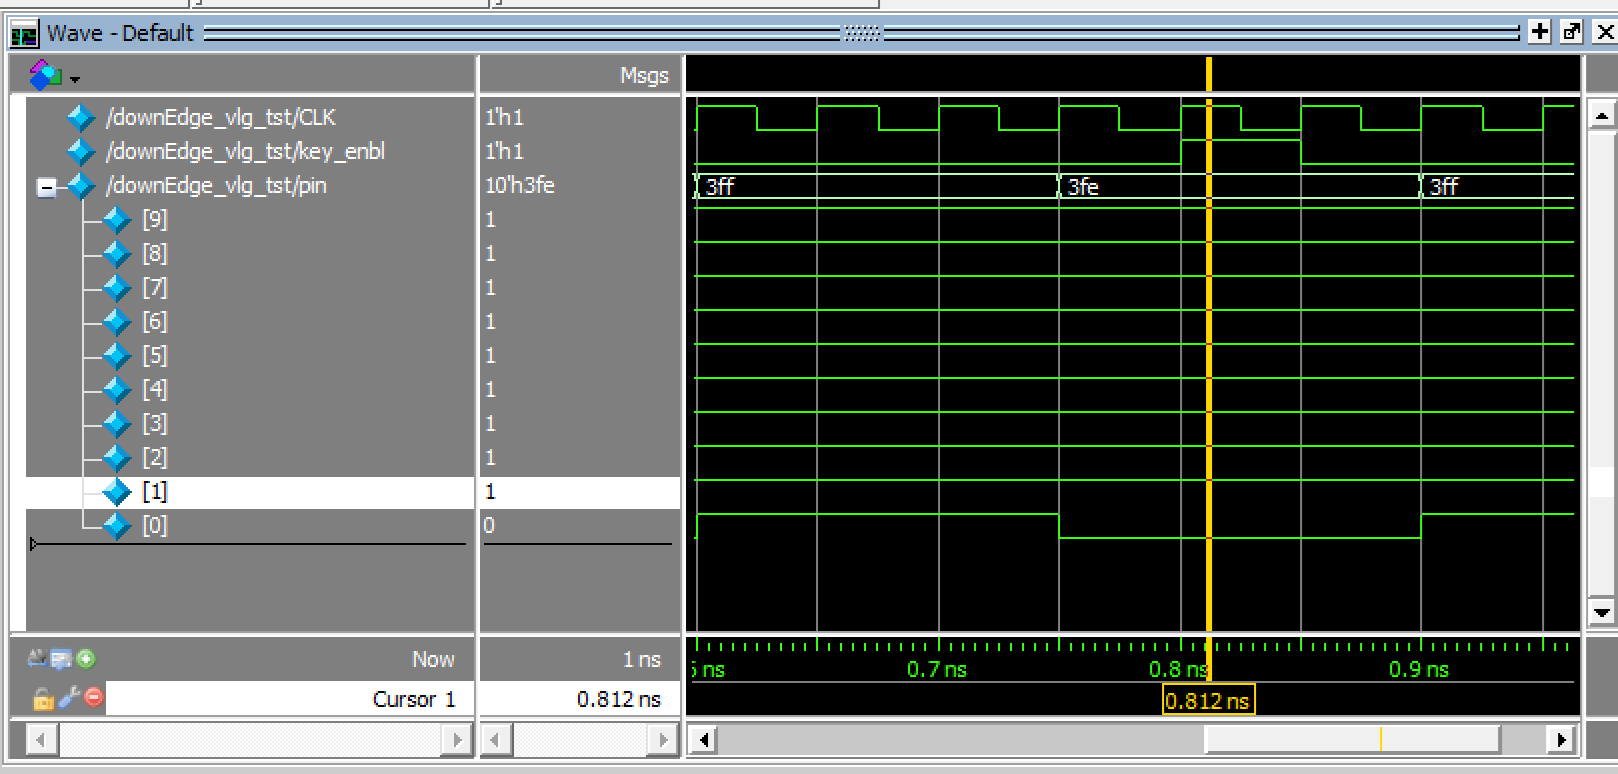 Wave - Default
Msgs
/downEdge_vlg_tst/CLK 1'h1
/downEdge_vlg_tst/key_enbl 1'h1
/downEdge_vlg_tst/pin 10'h3fe 3ff 3fe 3ff
[9] 1
[8] 1
[7] 1
[6] 1
[5] 1
[4] 1
[3] 1
[2] 1
[1] 1
[0] 0
Now 1 ns ns 0.7 ns 0.8 ns 0.9 ns
Cursor 1 0.812 ns 0.812 ns